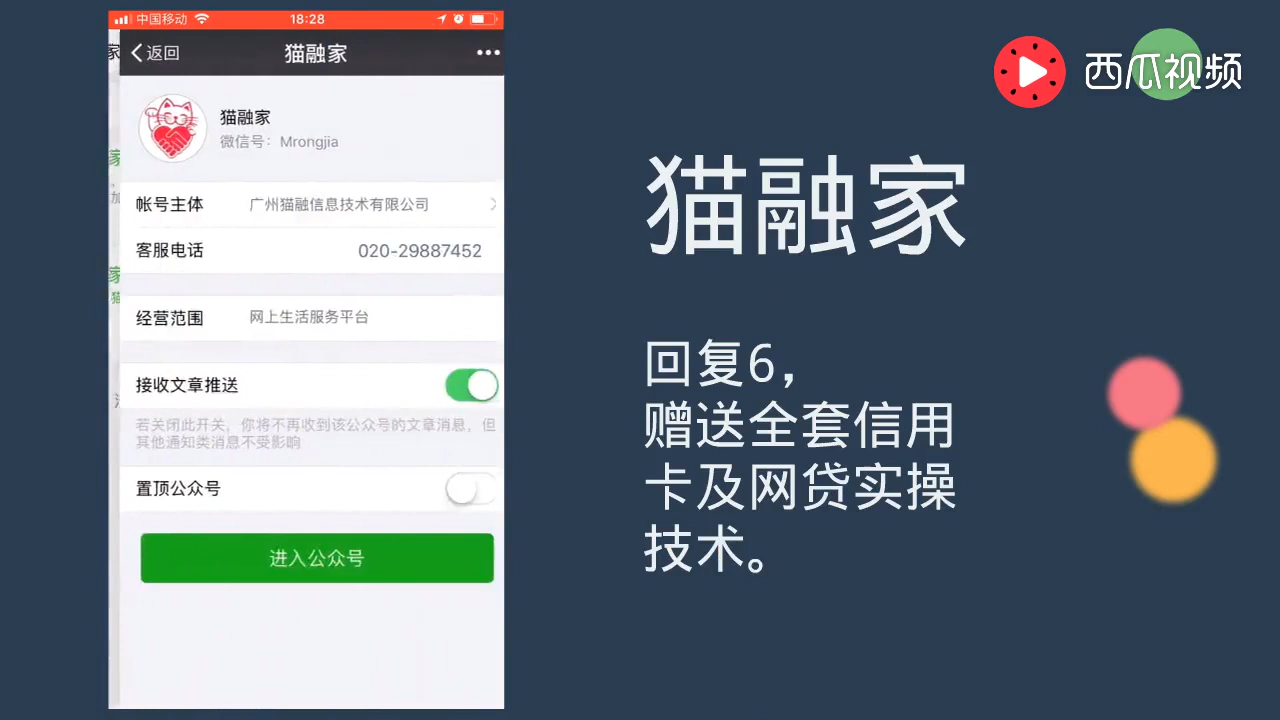 中国移动
18:28
返回
猫融家
猫融家
微信号：Mrongjia
帐号主体
广州猫融信息技术有限公司
客服电话
020-29887452
经营范围
网上生活服务平台
接收文章推送
若关闭此开关，你将不再收到该公众号的文章消息，但
其他通知类消息不受影响
置顶公众号
进入公众号
西瓜视频
猫融家
回复6，
赠送全套信用
卡及网贷实操
技术。